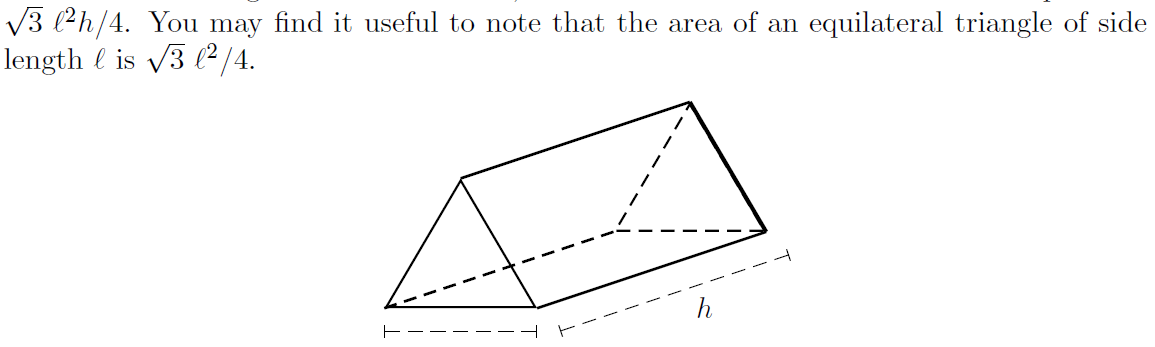 √3 ℓ²h/4. You may find it useful to note that the area of an equilateral triangle of side
length ℓ is √3 ℓ²/4.
h